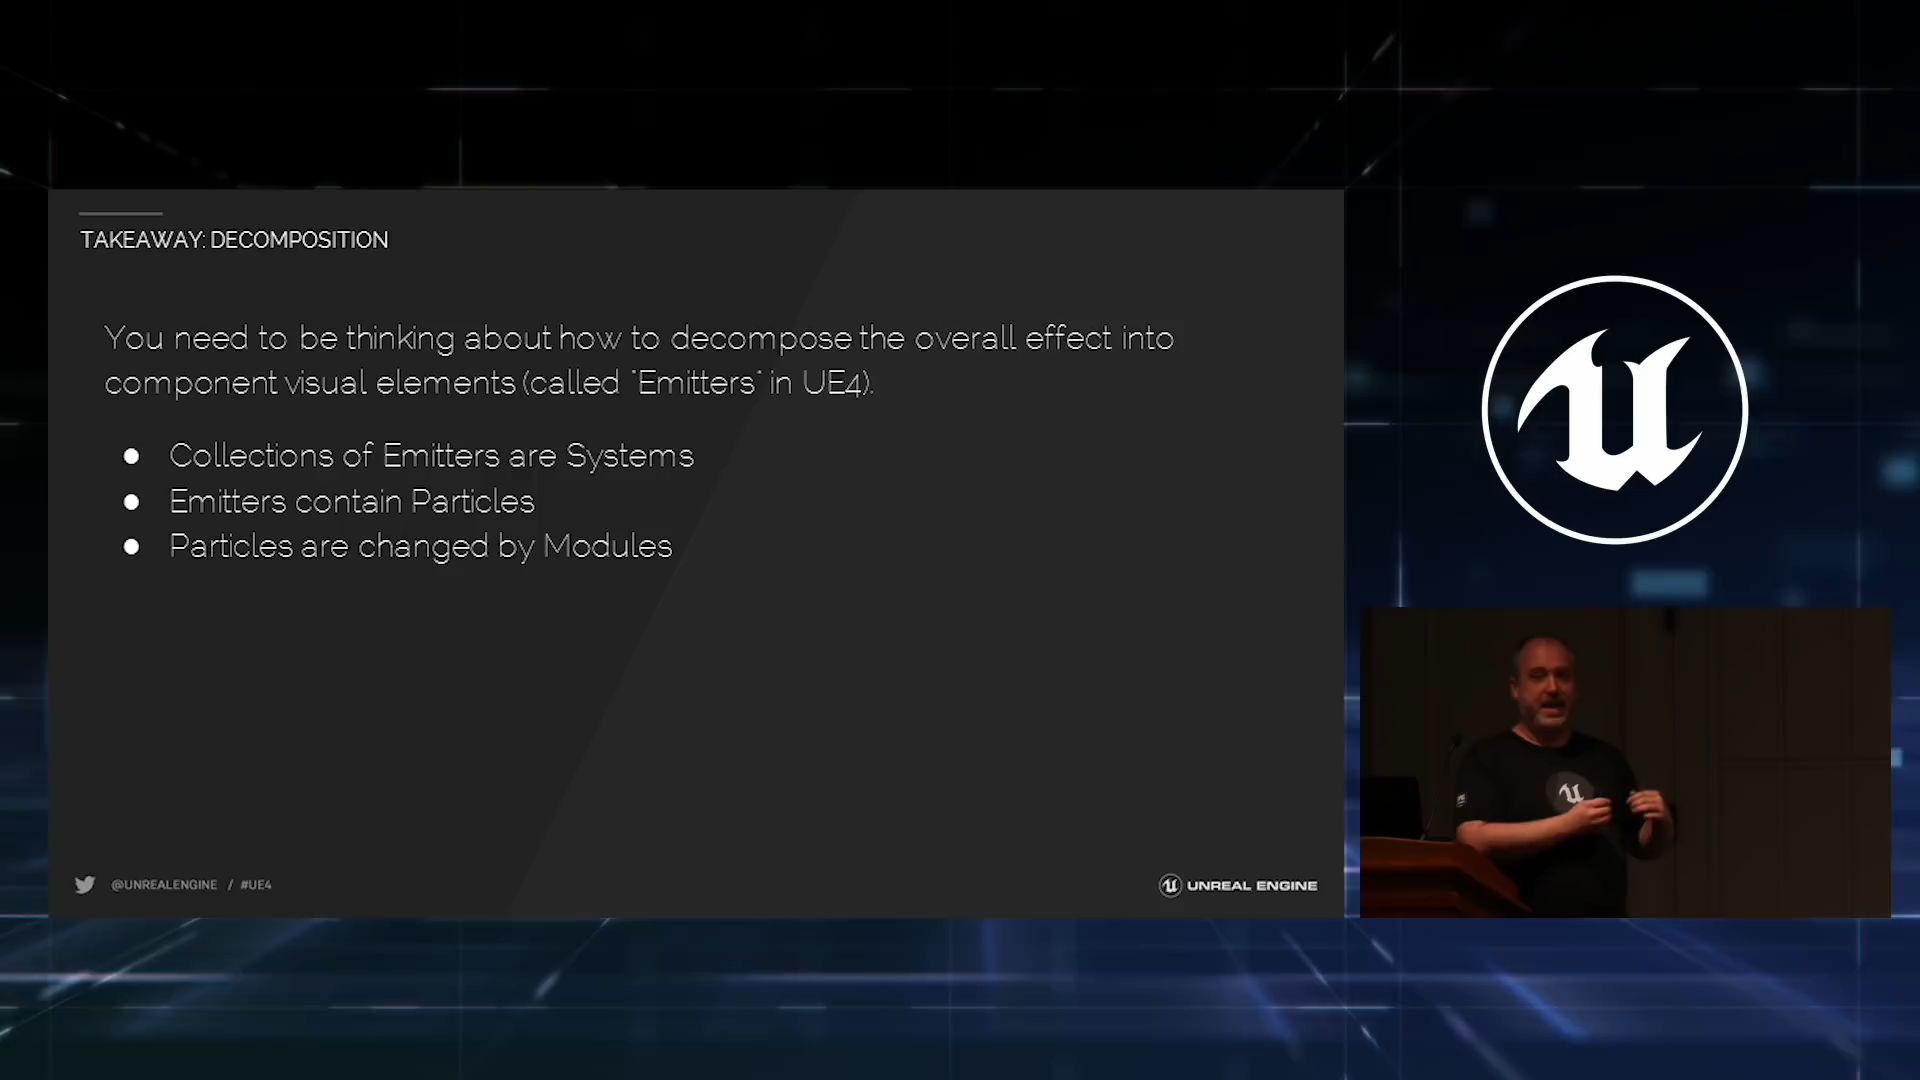 TAKEAWAY: DECOMPOSITION
You need to be thinking about how to decompose the overall effect into
component visual elements (called "Emitters" in UE4).
● Collections of Emitters are Systems
● Emitters contain Particles
● Particles are changed by Modules
@UNREALENGINE / #UE4
UNREAL ENGINE